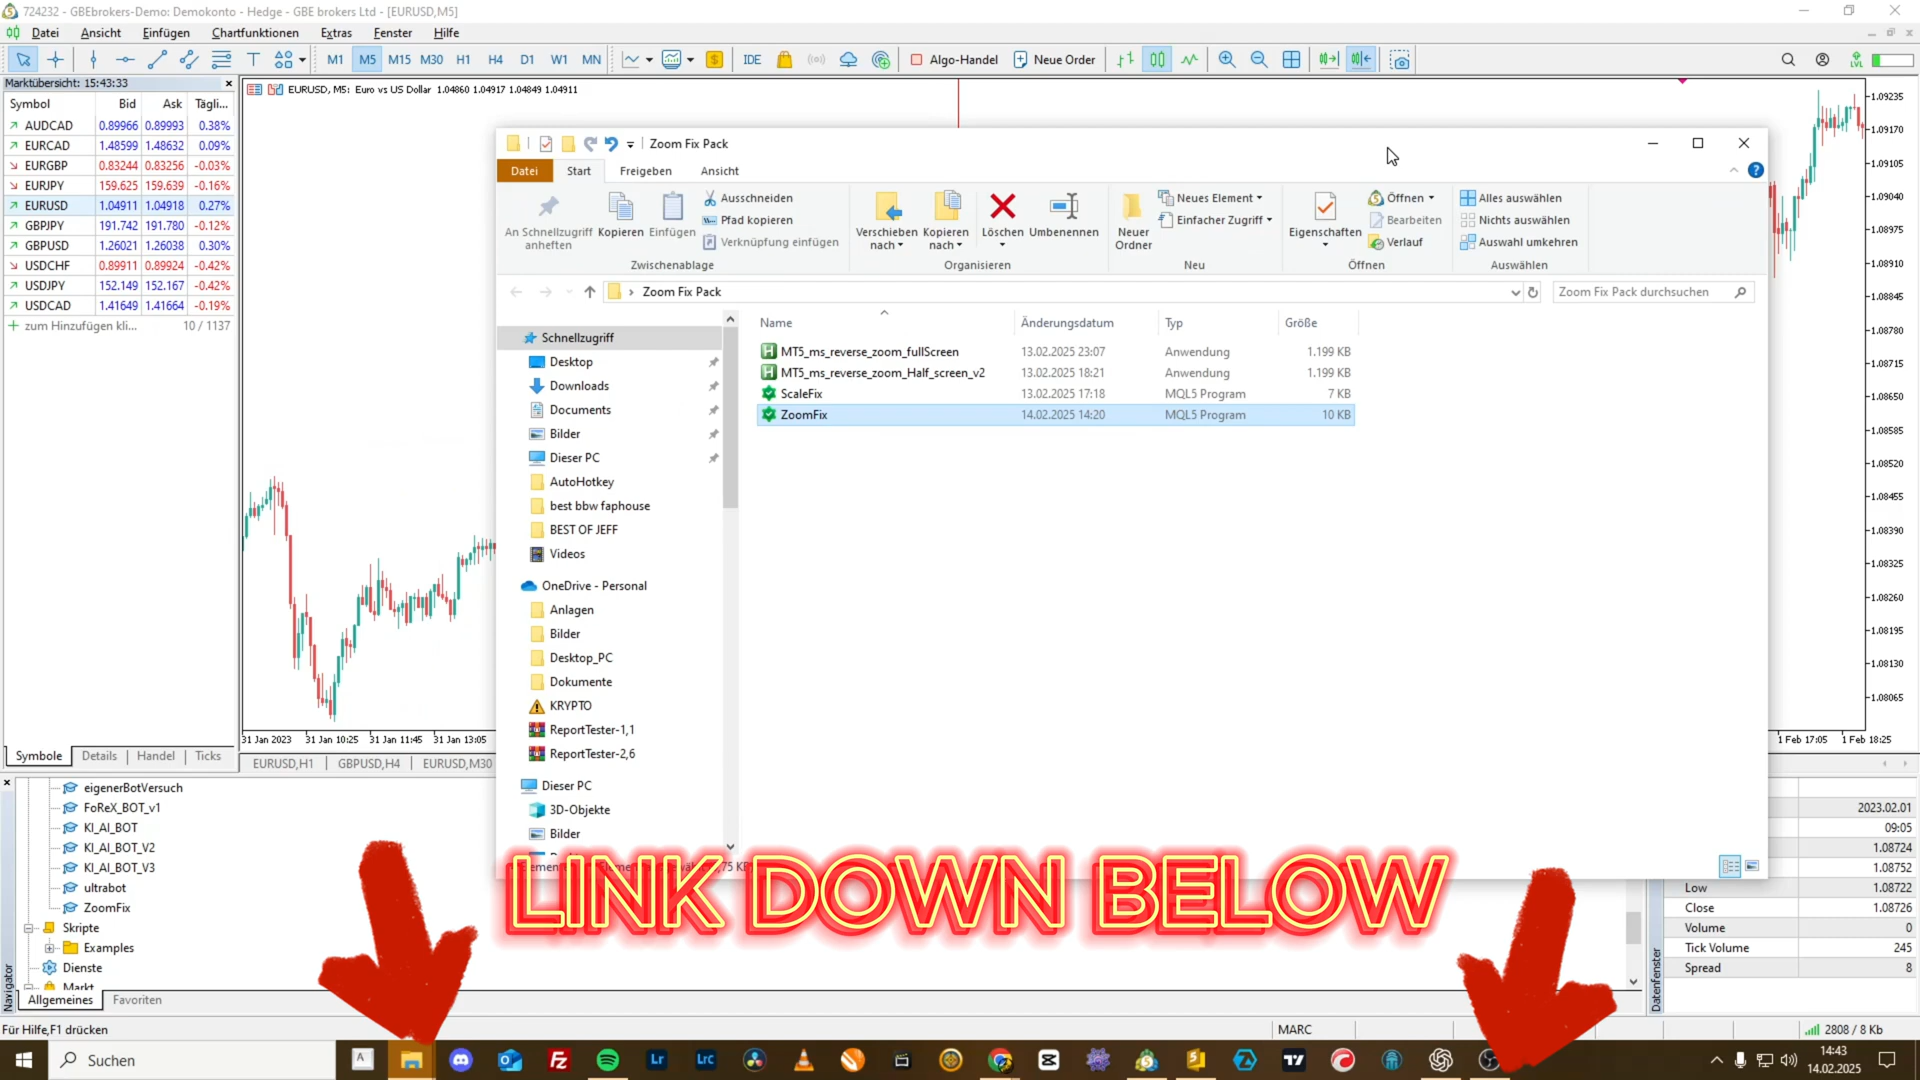 724232 - GBEbrokers-Demo: Demokonto - Hedge - GBE brokers Ltd - [EURUSD,M5]
Datei Ansicht Einfügen Chartfunktionen Extras Fenster Hilfe
M1 M5 M15 M30 H1 H4 D1 W1 MN IDE Algo-Handel Neue Order LVL
Marktübersicht: 15:43:33
Symbol Bid Ask Tägli...
AUDCAD 0.89966 0.89993 0.38%
EURCAD 1.48599 1.48632 0.09%
EURGBP 0.83244 0.83256 -0.03%
EURJPY 159.625 159.639 -0.16%
EURUSD 1.04911 1.04918 0.27%
GBPJPY 191.742 191.780 -0.12%
GBPUSD 1.26021 1.26038 0.30%
USDCHF 0.89911 0.89924 -0.42%
USDJPY 152.149 152.167 -0.42%
USDCAD 1.41649 1.41664 -0.19%
zum Hinzufügen kli... 10 / 1137
Symbole Details Handel Ticks
EURUSD, M5: Euro vs US Dollar 1.04860 1.04917 1.04849 1.04911
1.09235
1.09170
1.09105
1.09040
1.08975
1.08910
1.08845
1.08780
1.08715
1.08650
1.08585
1.08520
1.08455
1.08390
1.08325
1.08260
1.08195
1.08130
1.08065
31 Jan 2023 31 Jan 10:25 31 Jan 11:45 31 Jan 13:05 1 Feb 17:05 1 Feb 18:25
EURUSD,H1 GBPUSD,H4 EURUSD,M30
Zoom Fix Pack
Datei Start Freigeben Ansicht
An Schnellzugriff anheften
Kopieren
Einfügen
Ausschneiden
Pfad kopieren
Verknüpfung einfügen
Zwischenablage
Verschieben nach
Kopieren nach
Löschen
Umbenennen
Organisieren
Neuer Ordner
Neues Element
Einfacher Zugriff
Neu
Eigenschaften
Öffnen
Bearbeiten
Verlauf
Öffnen
Alles auswählen
Nichts auswählen
Auswahl umkehren
Auswählen
Zoom Fix Pack
Zoom Fix Pack durchsuchen
Name Änderungsdatum Typ Größe
MT5_ms_reverse_zoom_fullScreen 13.02.2025 23:07 Anwendung 1.199 KB
MT5_ms_reverse_zoom_Half_screen_v2 13.02.2025 18:21 Anwendung 1.199 KB
ScaleFix 13.02.2025 17:18 MQL5 Program 7 KB
ZoomFix 14.02.2025 14:20 MQL5 Program 10 KB
Schnellzugriff
Desktop
Downloads
Documents
Bilder
Dieser PC
AutoHotkey
best bbw faphouse
BEST OF JEFF
Videos
OneDrive - Personal
Anlagen
Bilder
Desktop_PC
Dokumente
KRYPTO
ReportTester-1,1
ReportTester-2,6
Dieser PC
3D-Objekte
Bilder
LINK DOWN BELOW
eigenerBotVersuch
FoReX_BOT_v1
KI_AI_BOT
KI_AI_BOT_V2
KI_AI_BOT_V3
ultrabot
ZoomFix
Skripte
Examples
Dienste
Markt
Navigator
Allgemeines Favoriten
2023.02.01
09:05
1.08724
1.08752
Low 1.08722
Close 1.08726
Volume 0
Tick Volume 245
Spread 8
Datenfenster
Für Hilfe,F1 drücken MARC 2808 / 8 Kb
Suchen
Lr LrC
14:43
14.02.2025